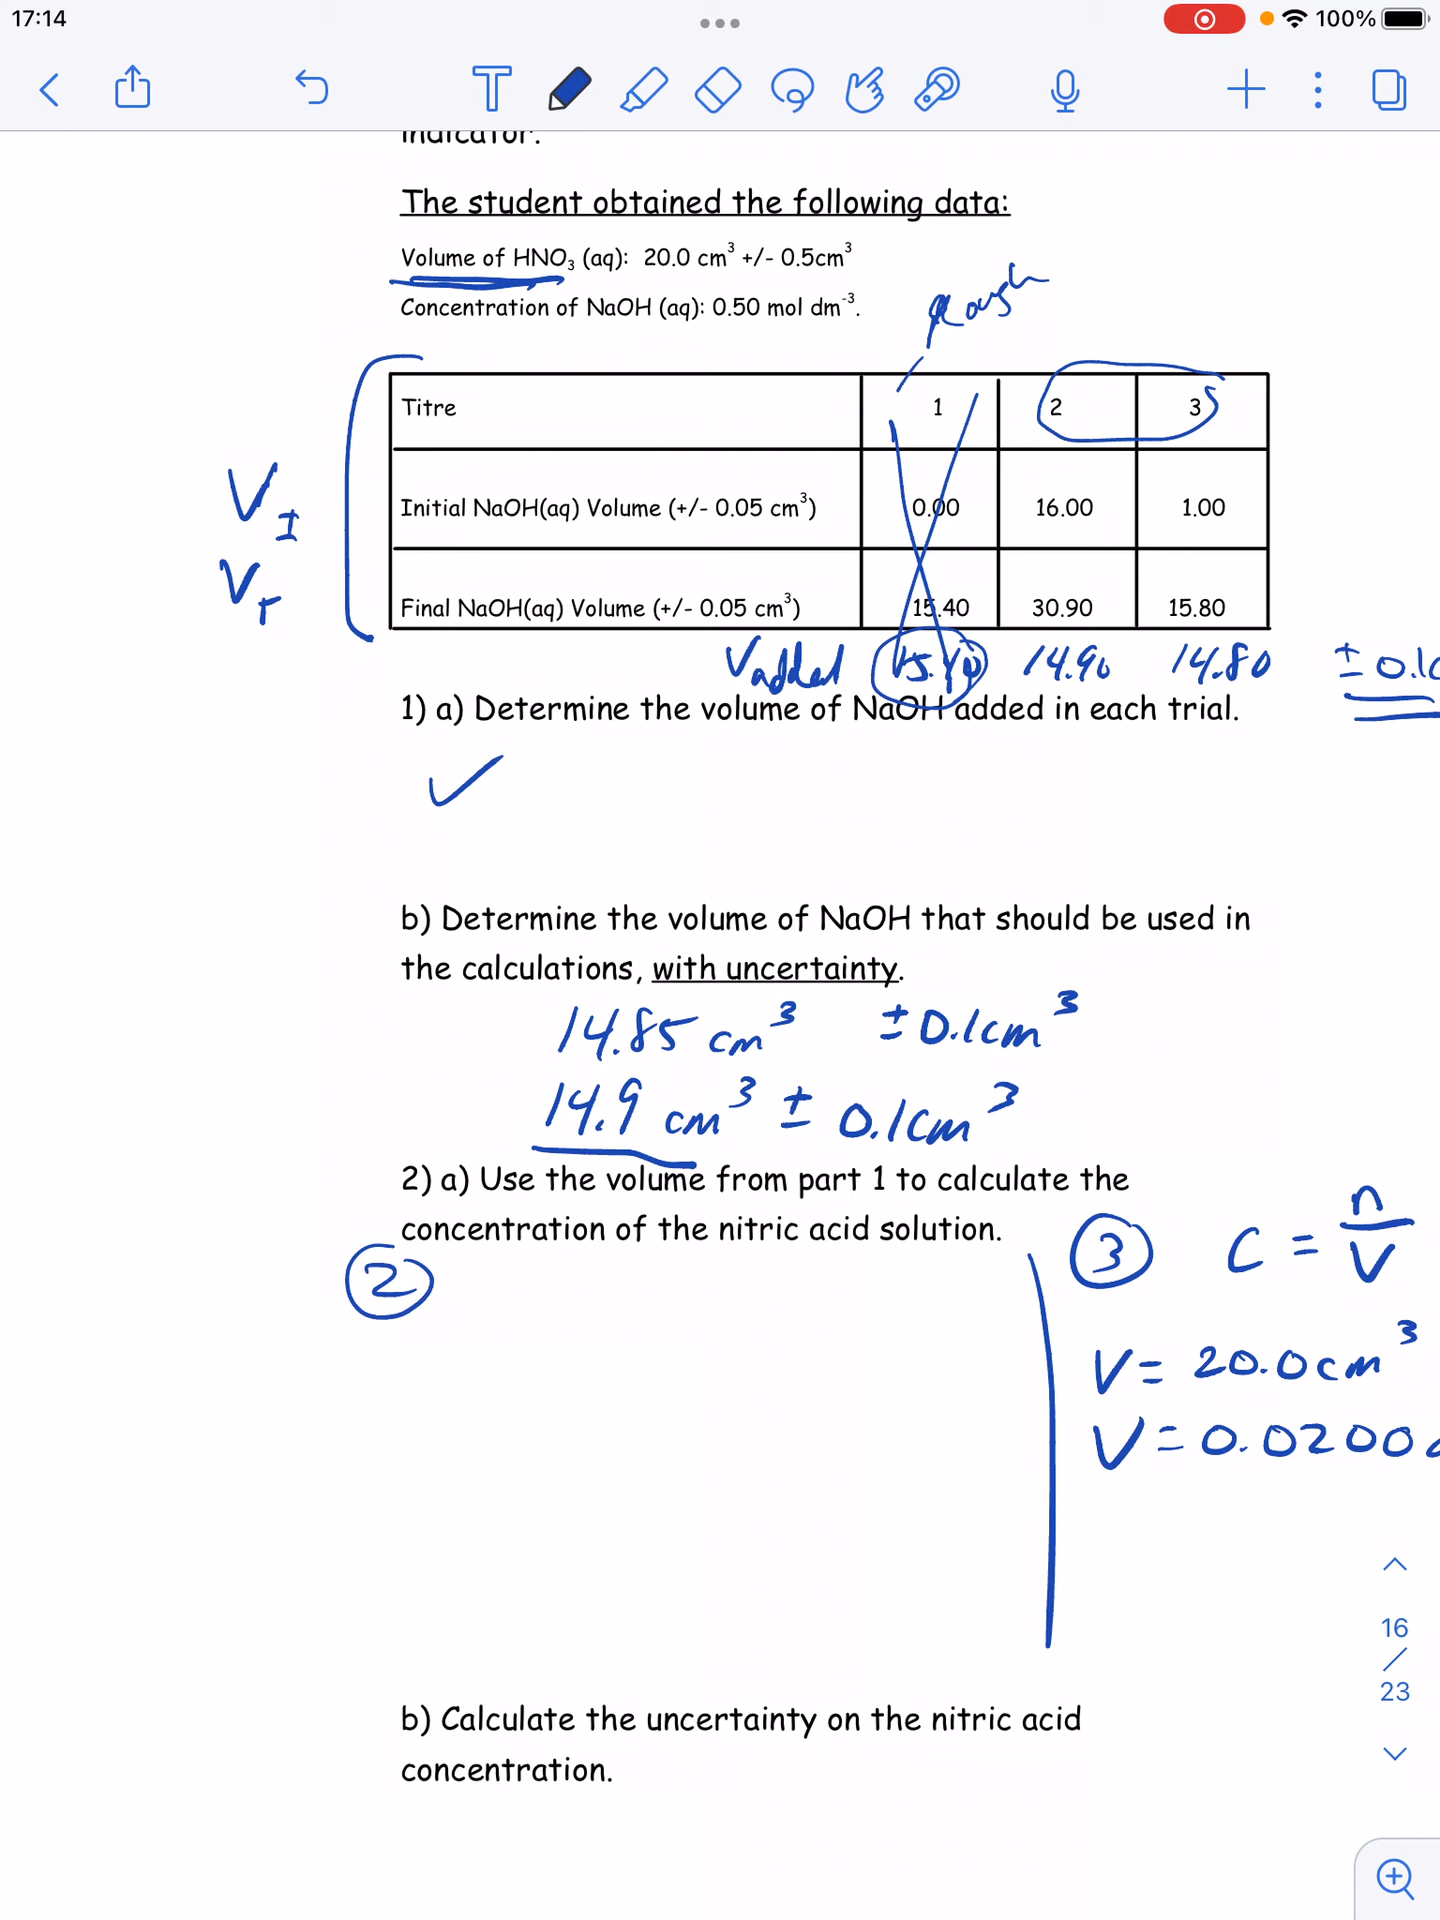 17:14
100%
indicator.
The student obtained the following data:
Volume of HNO₃ (aq): 20.0 cm³ +/- 0.5cm³
Rough
Concentration of NaOH (aq): 0.50 mol dm⁻³.
Titre 1 2 3
V_I
Initial NaOH(aq) Volume (+/- 0.05 cm³) 0.00 16.00 1.00
V_F
Final NaOH(aq) Volume (+/- 0.05 cm³) 15.40 30.90 15.80
V added 15.40 14.90 14.80 ± 0.10
1) a) Determine the volume of NaOH added in each trial.
b) Determine the volume of NaOH that should be used in
the calculations, with uncertainty.
14.85 cm³ ±0.1cm³
14.9 cm³ ± 0.1cm³
2) a) Use the volume from part 1 to calculate the
concentration of the nitric acid solution.
② ③ C = n/V
V = 20.0cm³
V = 0.0200
16
/
23
b) Calculate the uncertainty on the nitric acid
concentration.